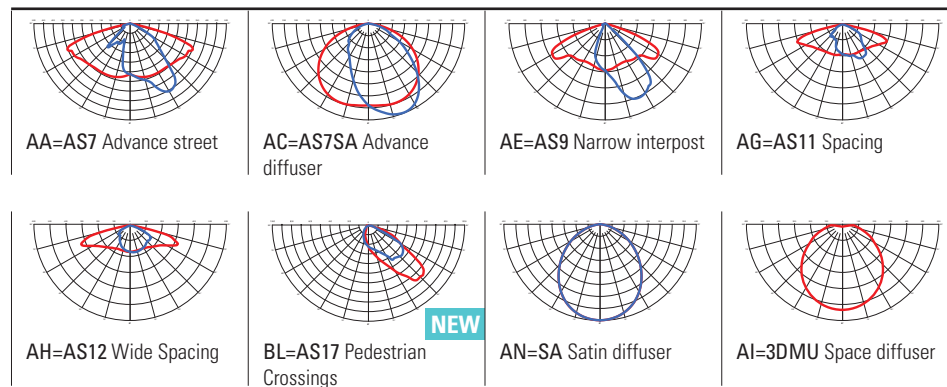 AA=AS7 Advance street
AC=AS7SA Advance
diffuser
AE=AS9 Narrow interpost
AG=AS11 Spacing
AH=AS12 Wide Spacing
BL=AS17 Pedestrian
Crossings
NEW
AN=SA Satin diffuser
AI=3DMU Space diffuser